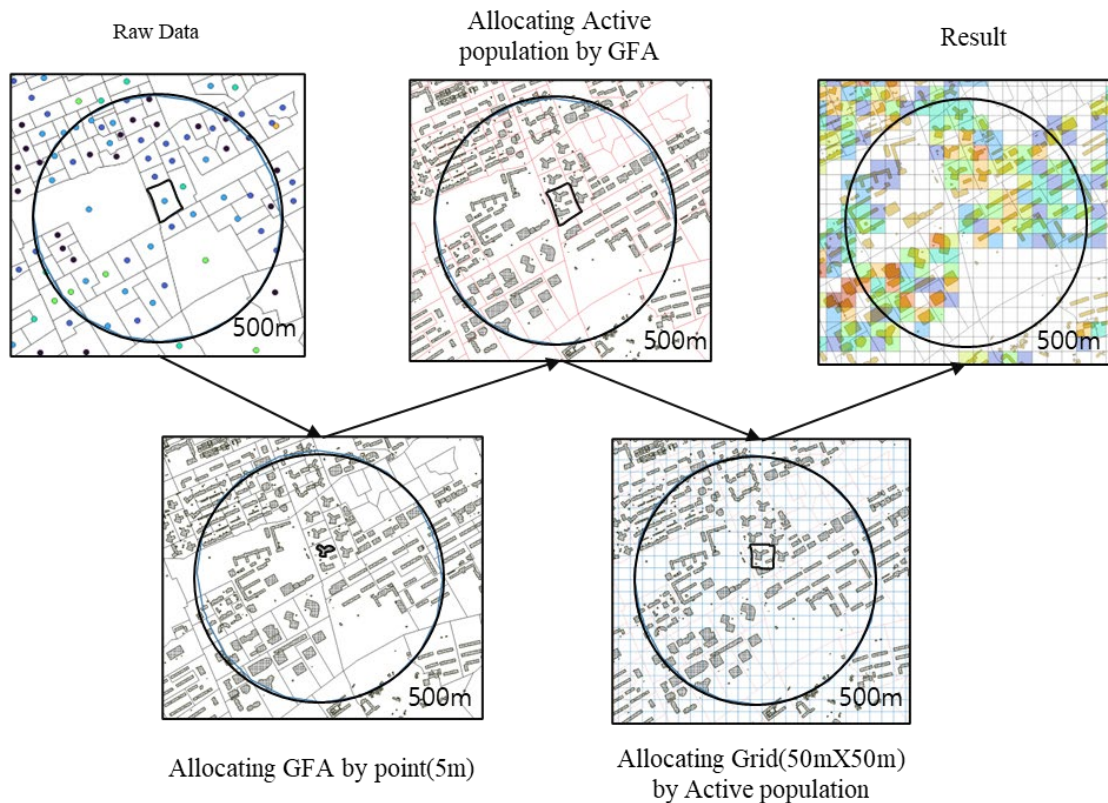 Raw Data
Allocating Active
population by GFA
Result
500m
500m
500m
500m
500m
Allocating GFA by point(5m)
Allocating Grid(50mX50m)
by Active population